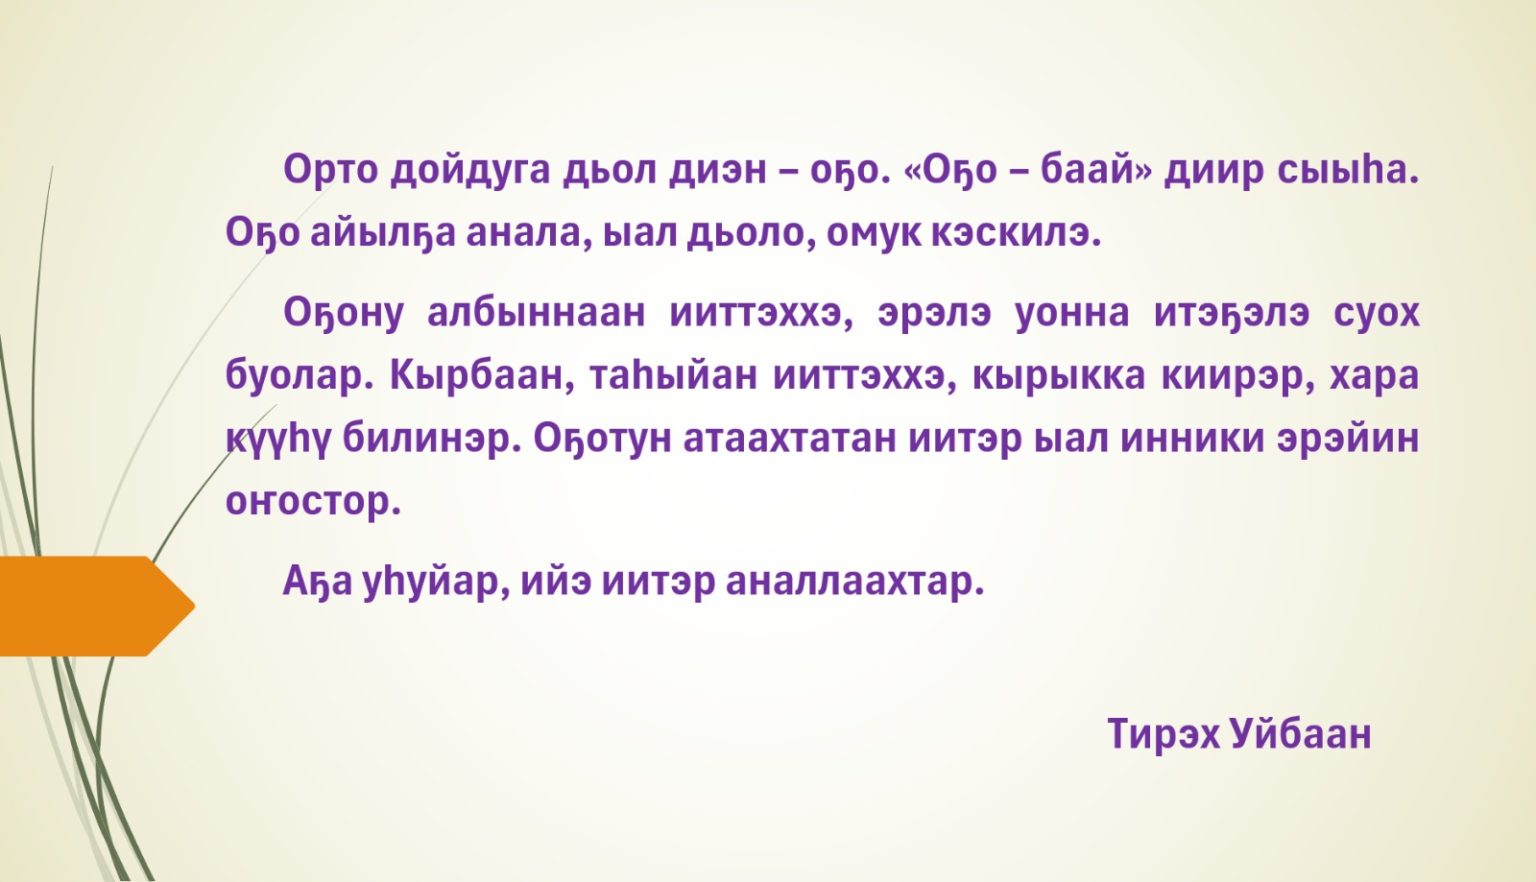 Орто дойдуга дьол диэн – оҕо. «Оҕо – баай» диир сыыһа.
Оҕо айылҕа анала, ыал дьоло, омук кэскилэ.
Оҕону албыннаан ииттэххэ, эрэлэ уонна итэҕэлэ суох
буолар. Кырбаан, таһыйан ииттэххэ, кырыкка киирэр, хара
күүһү билинэр. Оҕотун атаахтатан иитэр ыал инники эрэйин
оҥостор.
Аҕа уһуйар, ийэ иитэр аналлаахтар.
Тирэх Уйбаан